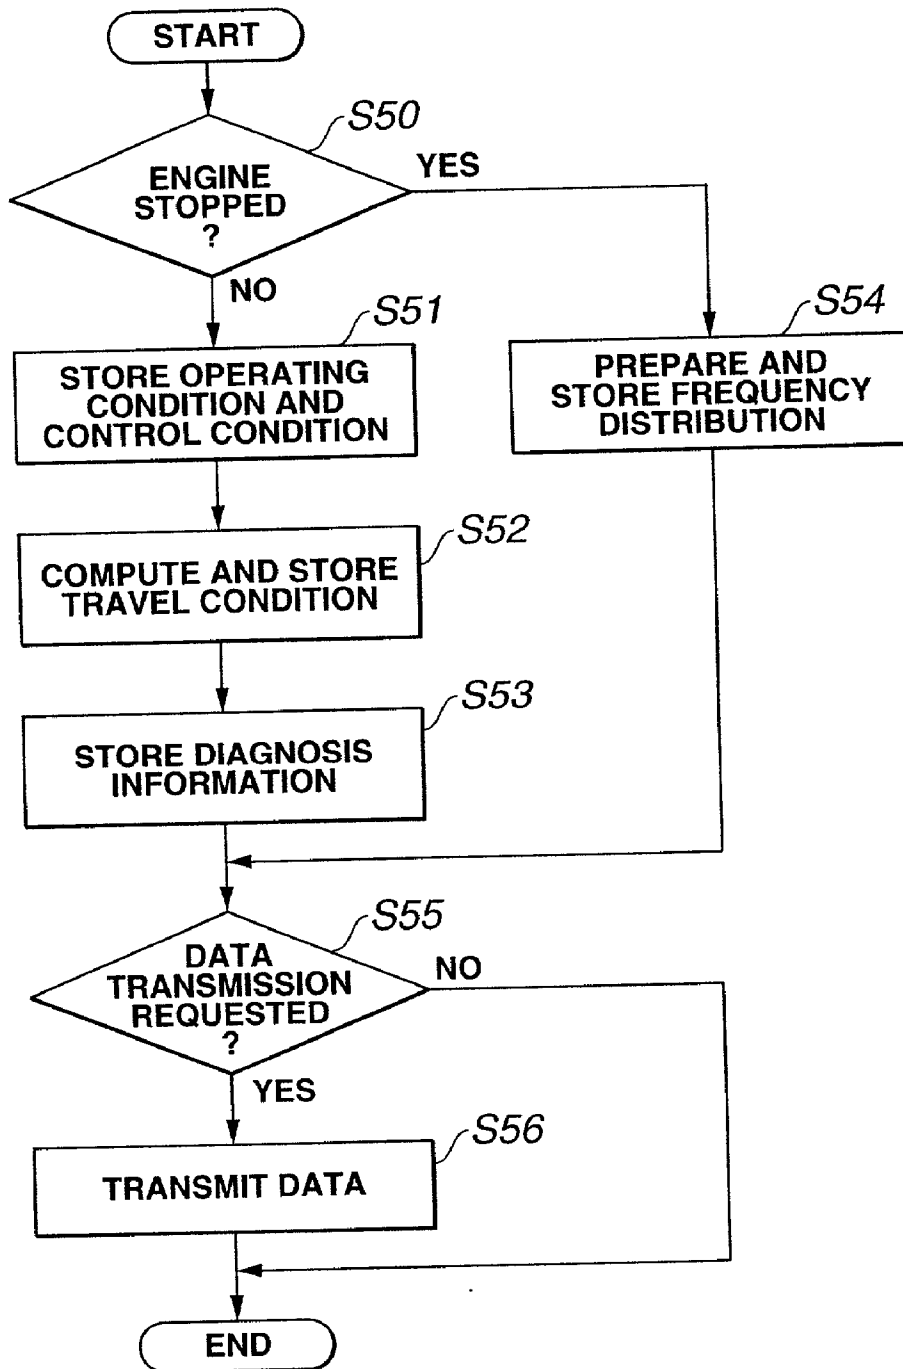 START
S50
ENGINE
STOPPED
?
YES
NO
S51
STORE OPERATING
CONDITION AND
CONTROL CONDITION
S54
PREPARE AND
STORE FREQUENCY
DISTRIBUTION
S52
COMPUTE AND STORE
TRAVEL CONDITION
S53
STORE DIAGNOSIS
INFORMATION
S55
DATA
TRANSMISSION
REQUESTED
?
NO
YES
S56
TRANSMIT DATA
END